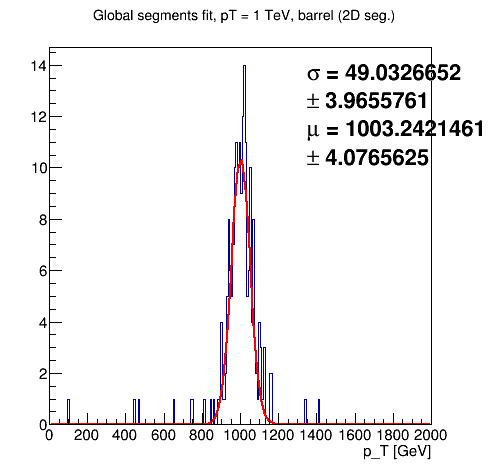 Global segments fit, pT = 1 TeV, barrel (2D seg.)
σ = 49.0326652
± 3.9655761
μ = 1003.2421461
± 4.0765625
14
12
10
8
6
4
2
0
0 200 400 600 800 1000 1200 1400 1600 1800 2000
p_T [GeV]